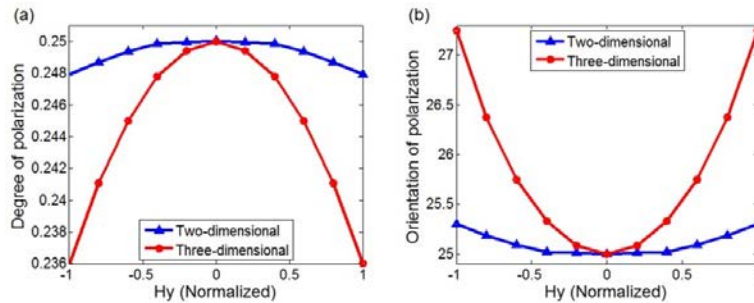 (a)
Degree of polarization
0.25
0.248
0.246
0.244
0.242
0.24
0.238
0.236
-1
-0.5
0
0.5
1
Hy (Normalized)
Two-dimensional
Three-dimensional
(b)
Orientation of polarization
27
26.5
26
25.5
25
-1
-0.5
0
0.5
Hy (Normalized)
Two-dimensional
Three-dimensional